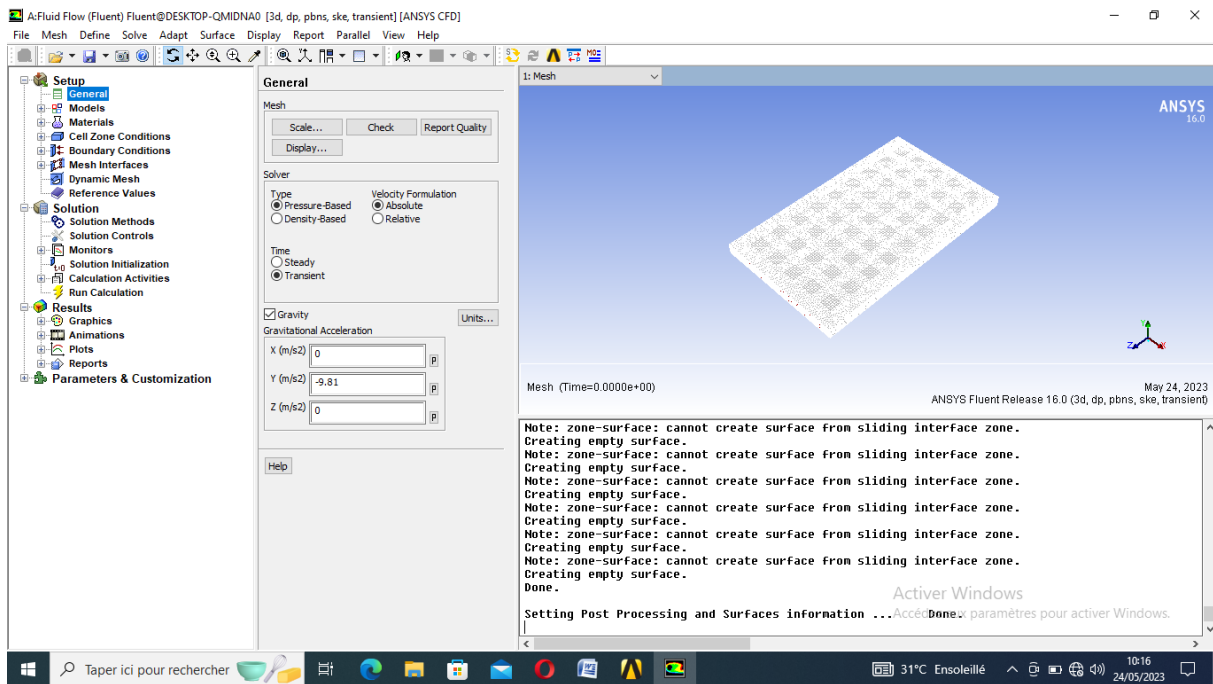 A:Fluid Flow (Fluent) Fluent@DESKTOP-QMIDNA0 [3d, dp, pbns, ske, transient] [ANSYS CFD]
File Mesh Define Solve Adapt Surface Display Report Parallel View Help
Setup
General
Models
Materials
Cell Zone Conditions
Boundary Conditions
Mesh Interfaces
Dynamic Mesh
Reference Values
Solution
Solution Methods
Solution Controls
Monitors
Solution Initialization
Calculation Activities
Run Calculation
Results
Graphics
Animations
Plots
Reports
Parameters & Customization
General
Mesh
Scale... Check Report Quality
Display...
Solver
Type Velocity Formulation
Pressure-Based Absolute
Density-Based Relative
Time
Steady
Transient
Gravity Units...
Gravitational Acceleration
X (m/s2) 0 P
Y (m/s2) -9.81 P
Z (m/s2) 0 P
Help
1: Mesh
ANSYS
16.0
Y
Z X
Mesh (Time=0.0000e+00) May 24, 2023
ANSYS Fluent Release 16.0 (3d, dp, pbns, ske, transient)
Note: zone-surface: cannot create surface from sliding interface zone.
Creating empty surface.
Note: zone-surface: cannot create surface from sliding interface zone.
Creating empty surface.
Note: zone-surface: cannot create surface from sliding interface zone.
Creating empty surface.
Note: zone-surface: cannot create surface from sliding interface zone.
Creating empty surface.
Note: zone-surface: cannot create surface from sliding interface zone.
Creating empty surface.
Note: zone-surface: cannot create surface from sliding interface zone.
Creating empty surface.
Done.
Setting Post Processing and Surfaces information ... Done.
Activer Windows
paramètres pour activer Windows.
Taper ici pour rechercher
31°C Ensoleillé
10:16
24/05/2023